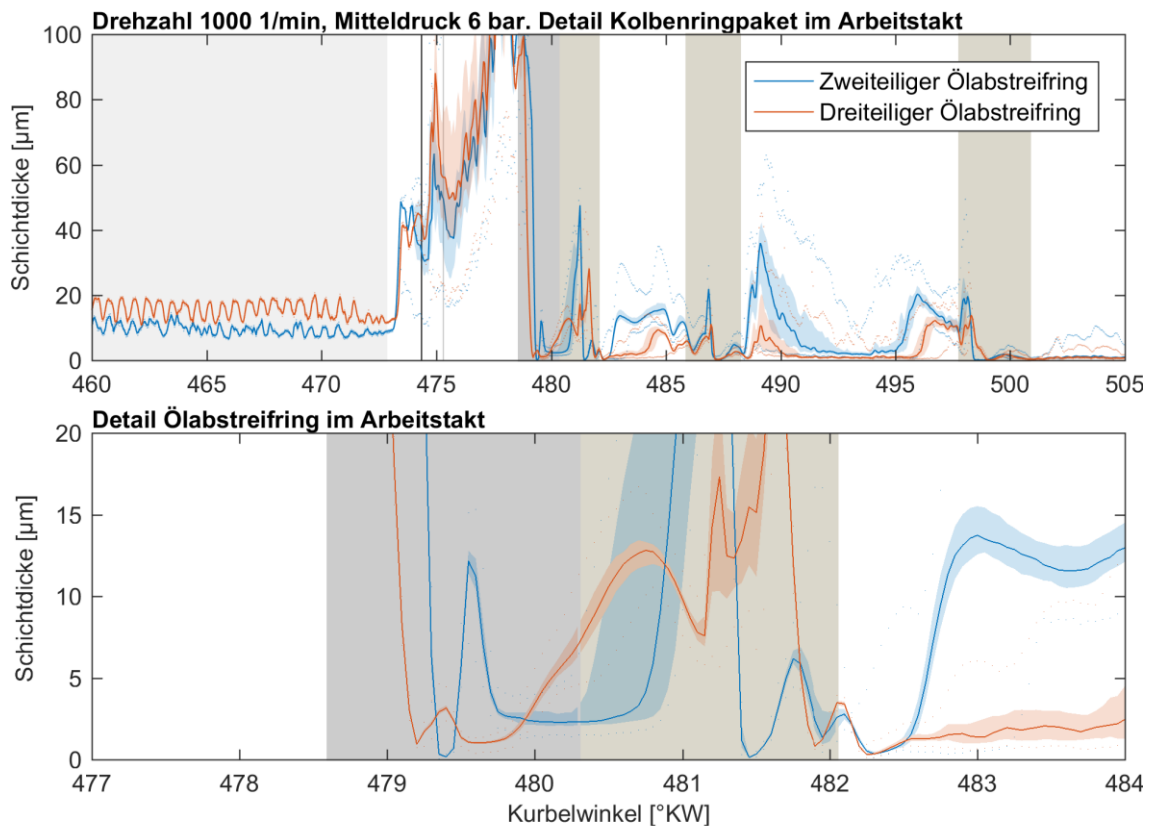 Drehzahl 1000 1/min, Mitteldruck 6 bar. Detail Kolbenringpaket im Arbeitstakt
100
80
60
40
20
0
Schichtdicke [µm]
Zweiteiliger Ölabstreifring
Dreiteiliger Ölabstreifring
460 465 470 475 480 485 490 495 500 505
Detail Ölabstreifring im Arbeitstakt
20
15
10
5
0
Schichtdicke [µm]
477 478 479 480 481 482 483 484
Kurbelwinkel [°KW]